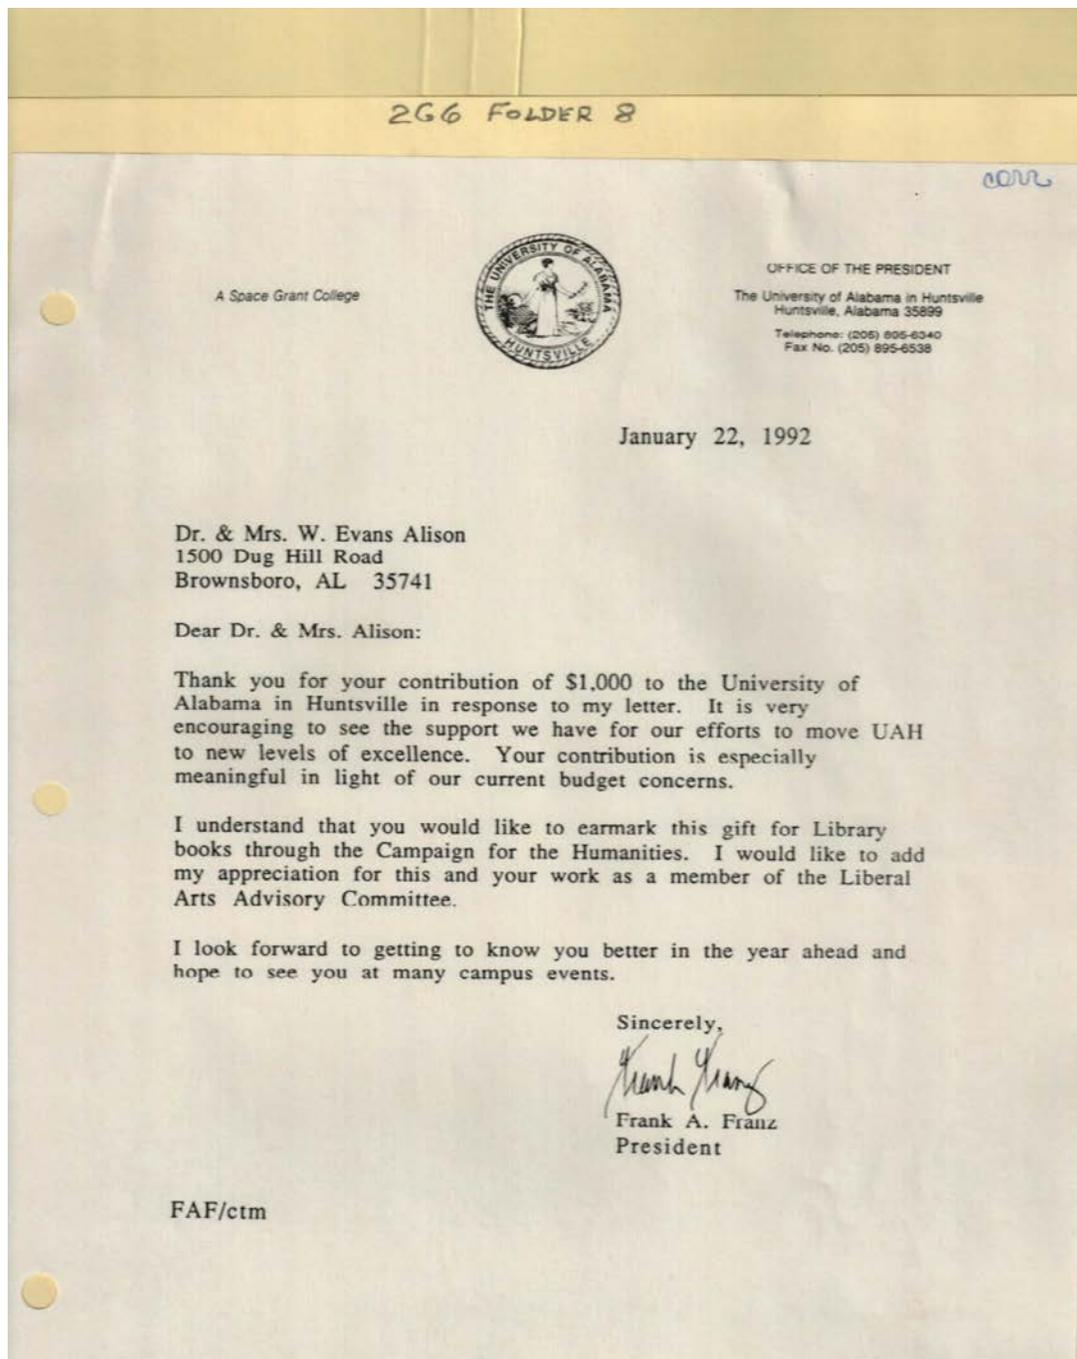 2G6 FOLDER 8
corr
A Space Grant College
THE UNIVERSITY OF ALABAMA
HUNTSVILLE
OFFICE OF THE PRESIDENT
The University of Alabama in Huntsville
Huntsville, Alabama 35899
Telephone: (205) 895-6340
Fax No. (205) 895-6538
January 22, 1992
Dr. & Mrs. W. Evans Alison
1500 Dug Hill Road
Brownsboro, AL 35741
Dear Dr. & Mrs. Alison:
Thank you for your contribution of $1,000 to the University of
Alabama in Huntsville in response to my letter. It is very
encouraging to see the support we have for our efforts to move UAH
to new levels of excellence. Your contribution is especially
meaningful in light of our current budget concerns.
I understand that you would like to earmark this gift for Library
books through the Campaign for the Humanities. I would like to add
my appreciation for this and your work as a member of the Liberal
Arts Advisory Committee.
I look forward to getting to know you better in the year ahead and
hope to see you at many campus events.
Sincerely,
Frank Franz
Frank A. Franz
President
FAF/ctm